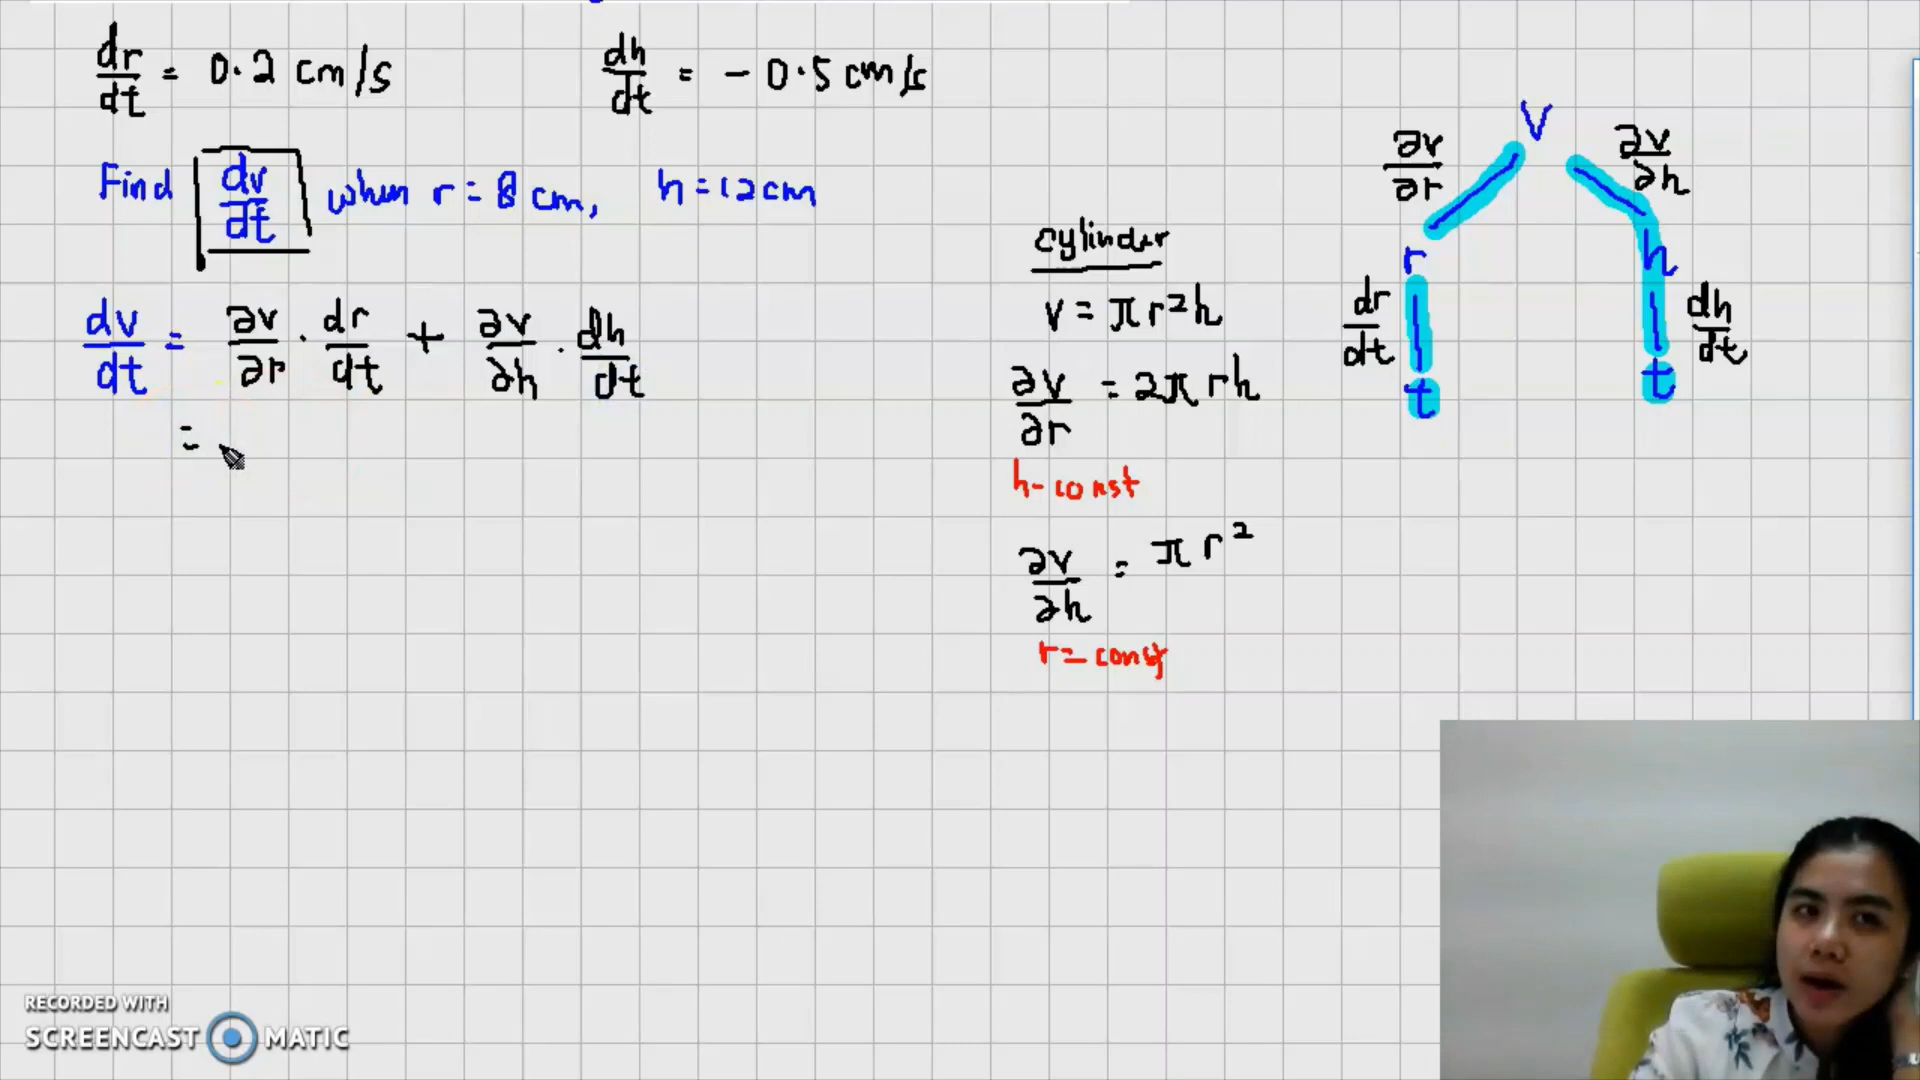 dr/dt = 0.2 cm/s    dh/dt = - 0.5 cm/s
Find dv/dt when r = 8 cm, h = 12 cm
dv/dt = ∂v/∂r · dr/dt + ∂v/∂h · dh/dt
=
cylinder
v = πr²h
∂v/∂r = 2πrh
h - const
∂v/∂h = πr²
r = const
V
∂v/∂r    ∂v/∂h
r    h
dr/dt    dh/dt
t    t
RECORDED WITH
SCREENCAST MATIC